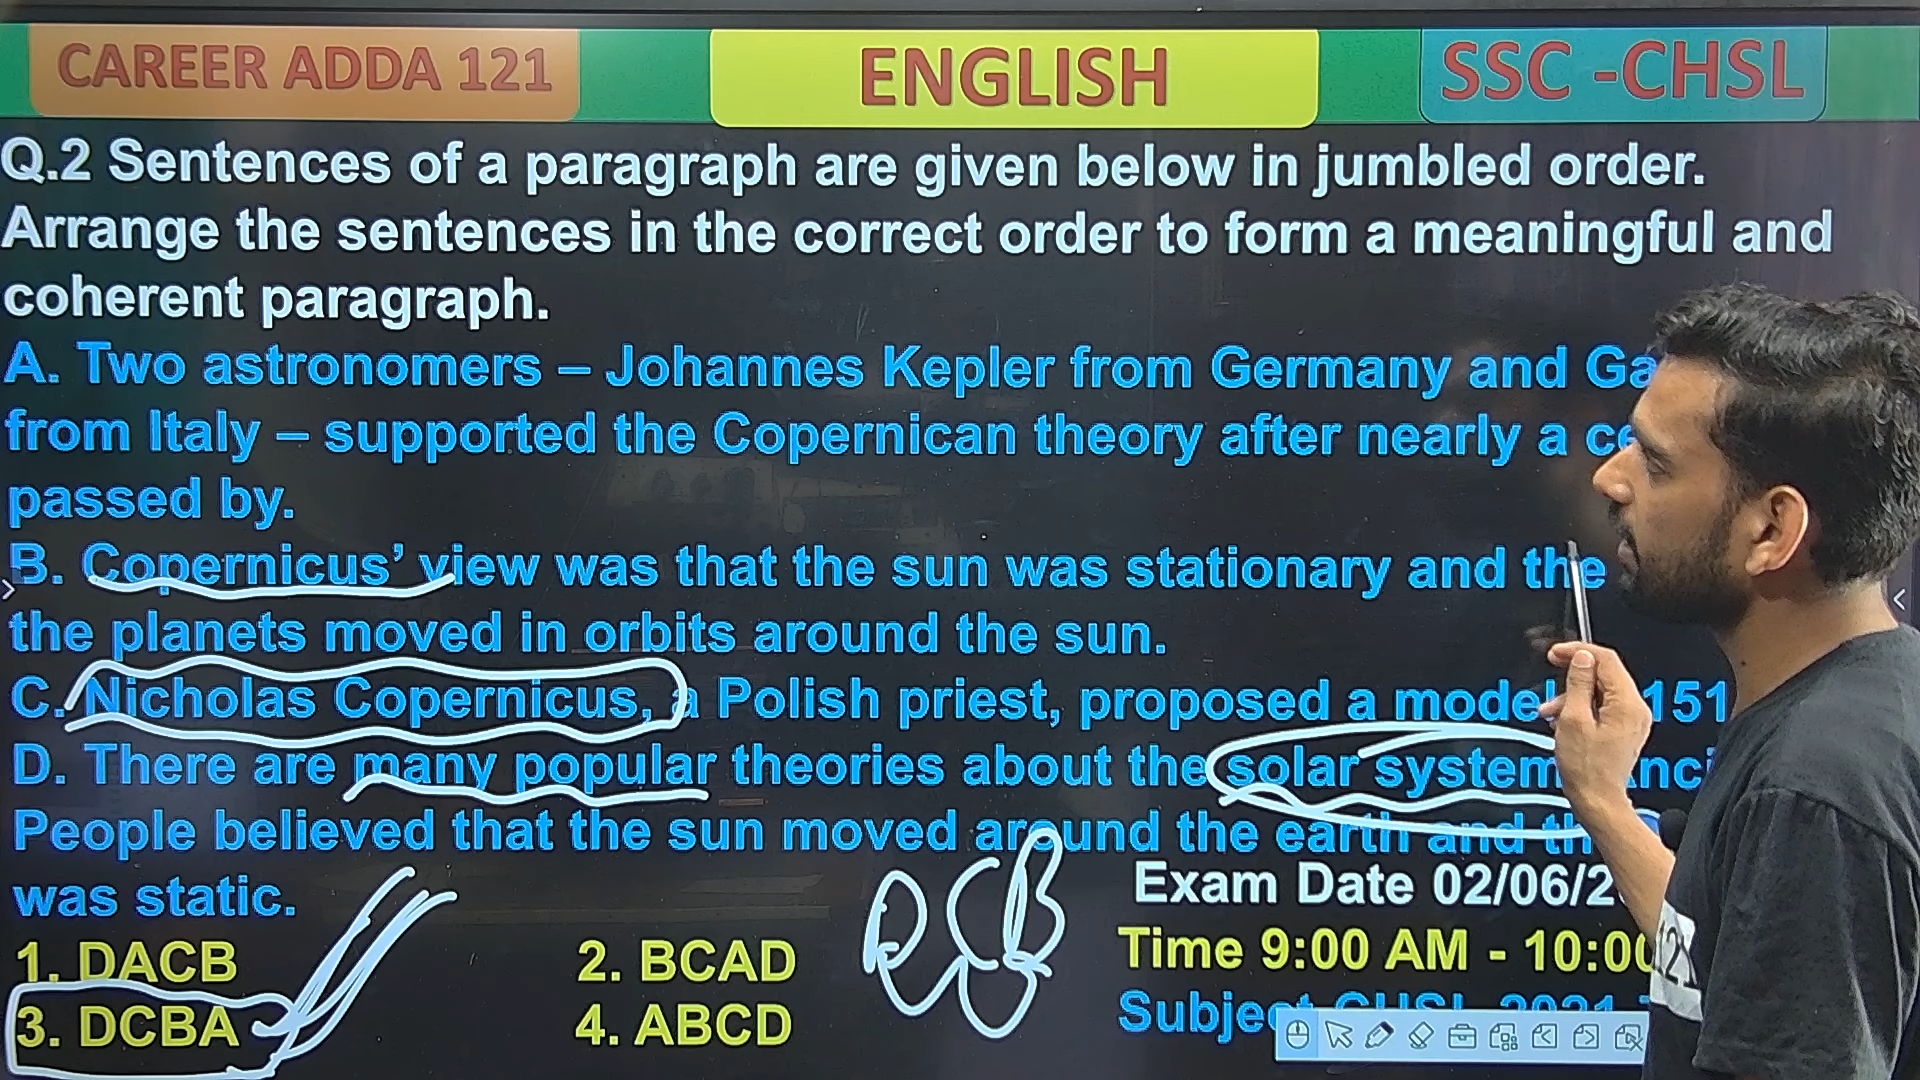 CAREER ADDA 121
ENGLISH
SSC -CHSL
Q.2 Sentences of a paragraph are given below in jumbled order.
Arrange the sentences in the correct order to form a meaningful and
coherent paragraph.
A. Two astronomers – Johannes Kepler from Germany and
from Italy – supported the Copernican theory after nearly a
passed by.
B. Copernicus’ view was that the sun was stationary and the
the planets moved in orbits around the sun.
C. Nicholas Copernicus, a Polish priest, proposed a model
D. There are many popular theories about the solar system
People believed that the sun moved around the earth and
was static.
Exam Date 02/06/2
1. DACB
2. BCAD
Time 9:00 AM - 10:00
3. DCBA
4. ABCD
DCB
121